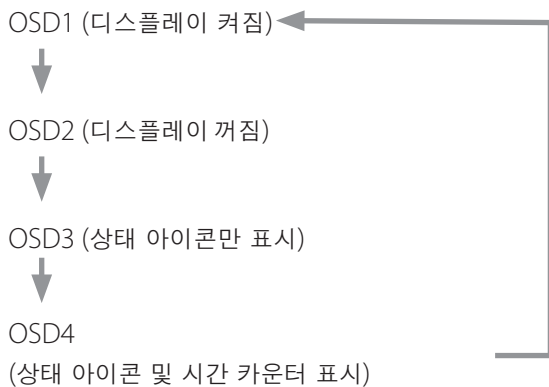 OSD1 (디스플레이 켜짐)
OSD2 (디스플레이 꺼짐)
OSD3 (상태 아이콘만 표시)
OSD4
(상태 아이콘 및 시간 카운터 표시)